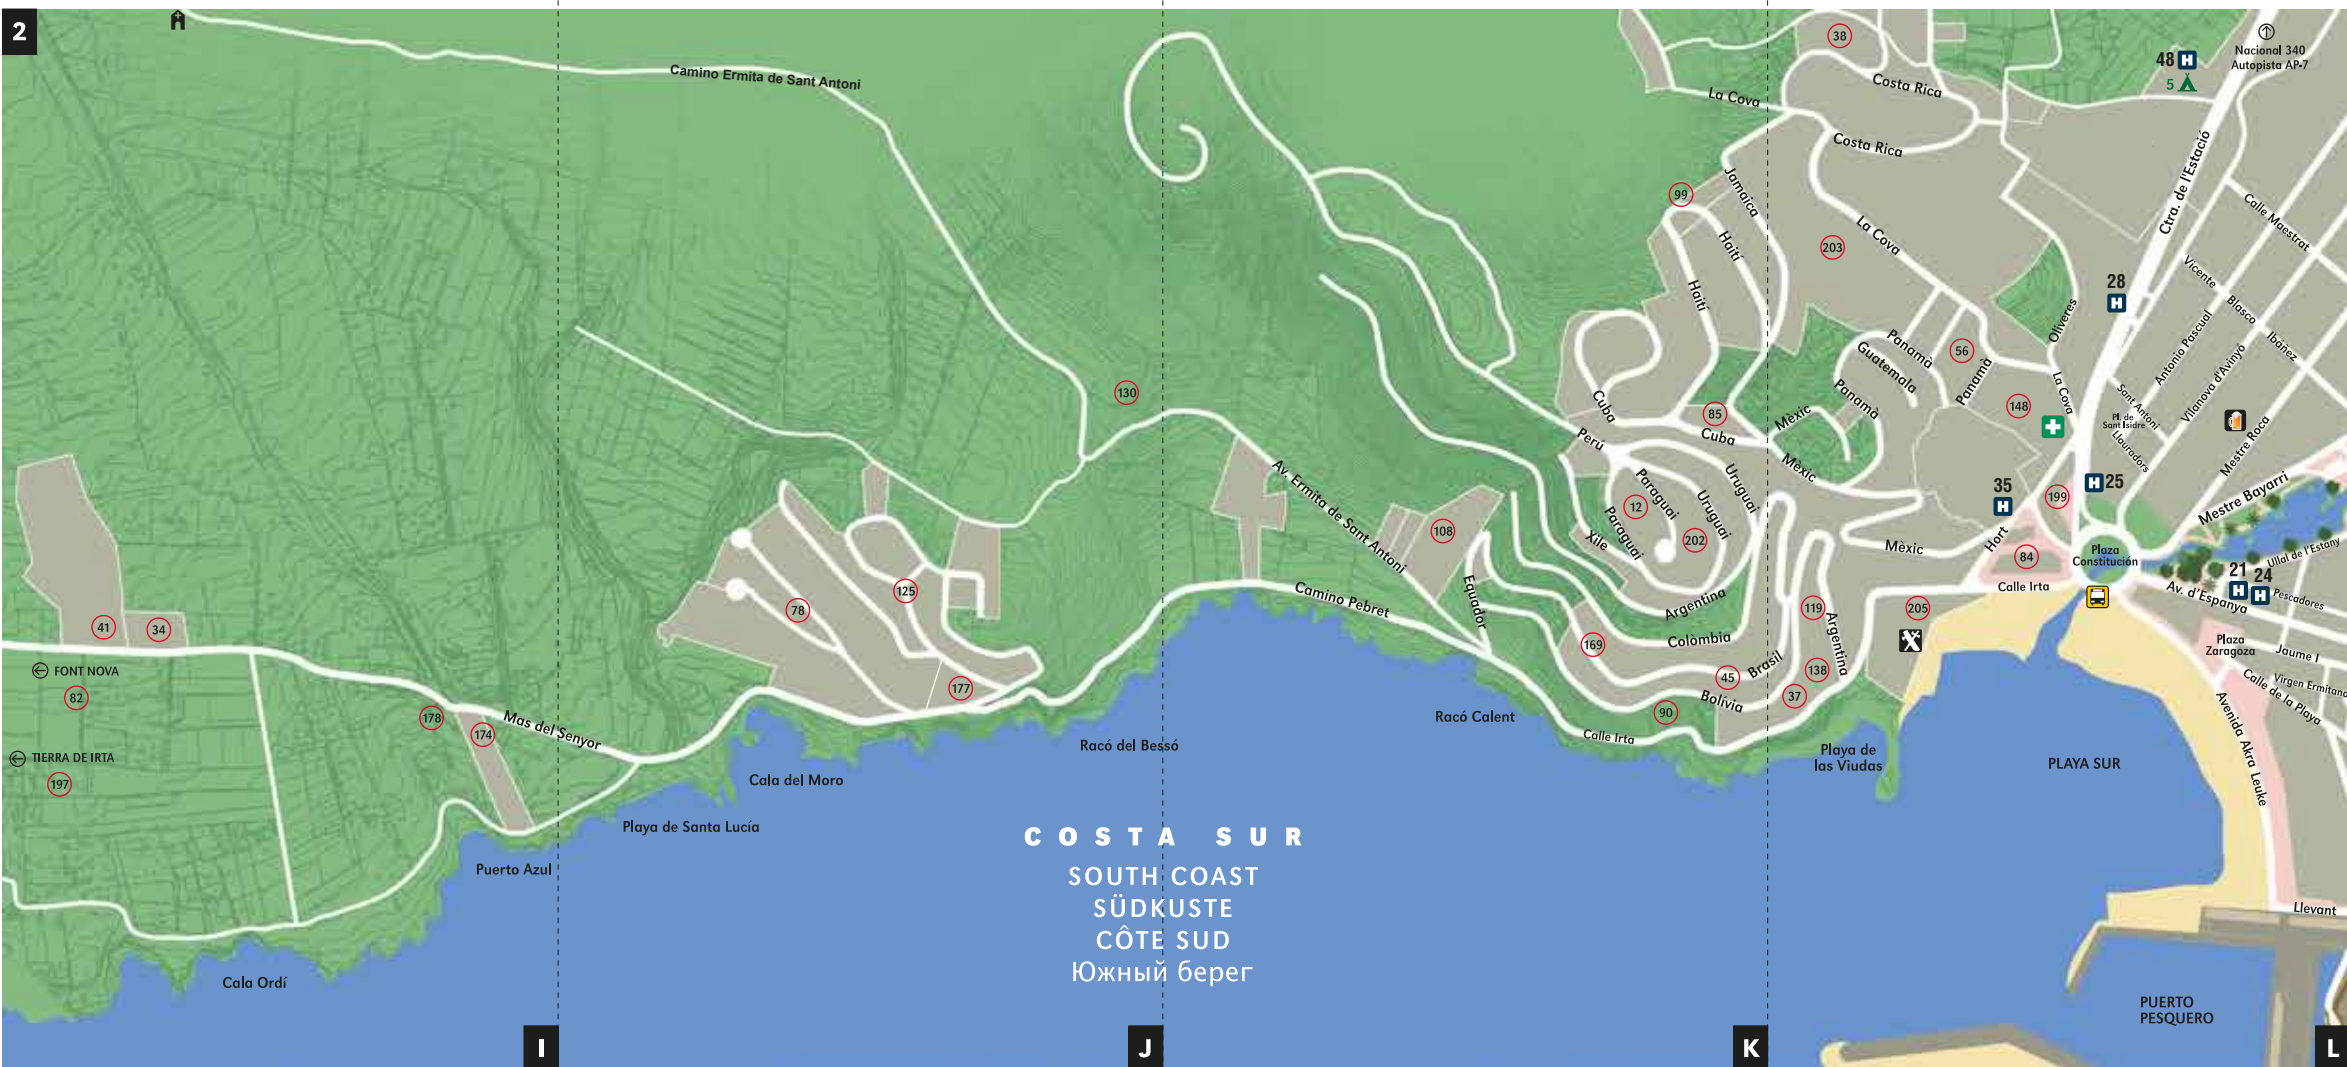 2
Camino Ermita de Sant Antoni
38
48 H
5
Nacional 340
Autopista AP-7
Costa Rica
La Cova
Costa Rica
Ctra. de l'Estació
99
Jamaica
Haití
Haití
203
La Cova
Calle Maestrat
Vicente
Blasco
Ibáñez
28
H
Oliveres
Antonio Pascual
Vilanova d'Avinyó
130
Cuba
85
Cuba
Panamà
Guatemala
Panamà
56
Panamà
Mèxic
148
La Cova
Sant Antoni
Pl. de
Sant Isidre
Llauradors
Mestre Roca
Perú
Mèxic
Av. Ermita de Sant Antoni
Paraguai
Uruguai
Uruguai
12
Paraguai
202
Xile
108
35
H
199
H 25
Mestre Bayarri
Hort
Mèxic
84
Plaza
Constitución
Ullal de l'Estany
21
H
24
H
Pescadores
Av. d'Espanya
Calle Irta
78
125
Camino Pebret
Equador
Argentina
119
205
41
34
Colòmbia
Argentina
169
Brasil
138
Plaza
Zaragoza
Jaume I
FONT NOVA
82
177
45
37
Bolívia
90
Virgen Ermitana
Calle de la Playa
178
174
Mas del Senyor
Racó Calent
Calle Irta
Avenida Akra Leuke
TIERRA DE IRTA
197
Racó del Bessó
Playa de
las Viudas
PLAYA SUR
Cala del Moro
Playa de Santa Lucía
COSTA SUR
SOUTH COAST
SÜDKUSTE
CÔTE SUD
Южный берег
Puerto Azul
Llevant
Cala Ordí
PUERTO
PESQUERO
I
J
K
L